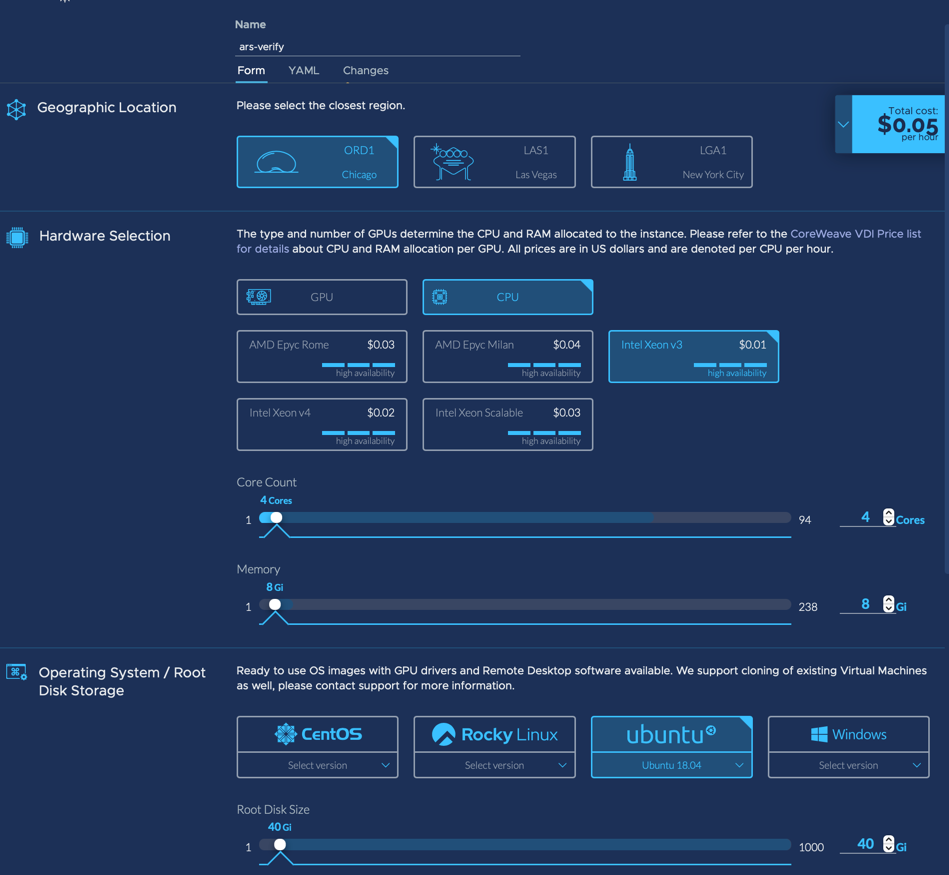 Name
ars-verify
Form YAML Changes
Geographic Location
Please select the closest region.
Total cost:
$0.05
per hour
ORD1
Chicago
LAS1
Las Vegas
LGA1
New York City
Hardware Selection
The type and number of GPUs determine the CPU and RAM allocated to the instance. Please refer to the CoreWeave VDI Price list
for details about CPU and RAM allocation per GPU. All prices are in US dollars and are denoted per CPU per hour.
GPU
CPU
AMD Epyc Rome $0.03
high availability
AMD Epyc Milan $0.04
high availability
Intel Xeon v3 $0.01
high availability
Intel Xeon v4 $0.02
high availability
Intel Xeon Scalable $0.03
high availability
Core Count
4 Cores
1 94 4 Cores
Memory
8 Gi
1 238 8 Gi
Operating System / Root
Disk Storage
Ready to use OS images with GPU drivers and Remote Desktop software available. We support cloning of existing Virtual Machines
as well, please contact support for more information.
CentOS
Select version
Rocky Linux
Select version
ubuntu
Ubuntu 18.04
Windows
Select version
Root Disk Size
40 Gi
1 1000 40 Gi